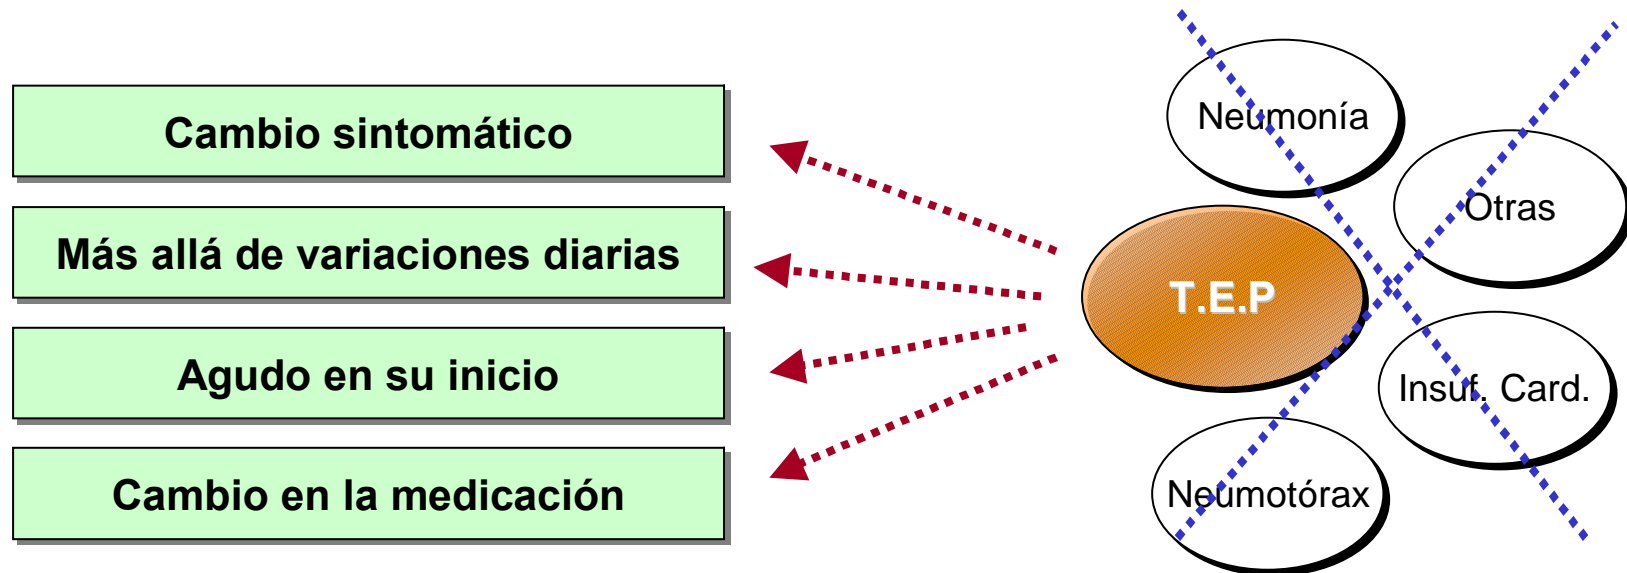 Cambio sintomático
Más allá de variaciones diarias
Agudo en su inicio
Cambio en la medicación
Neumonía
Otras
T.E.P
Insuf. Card.
Neumotórax